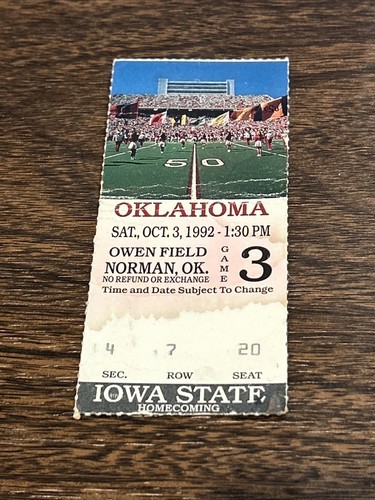 50
OKLAHOMA
SAT., OCT. 3, 1992 - 1:30 PM
OWEN FIELD
NORMAN, OK.
NO REFUND OR EXCHANGE
GAME
3
Time and Date Subject To Change
4 7 20
SEC. ROW SEAT
IOWA STATE
HOMECOMING